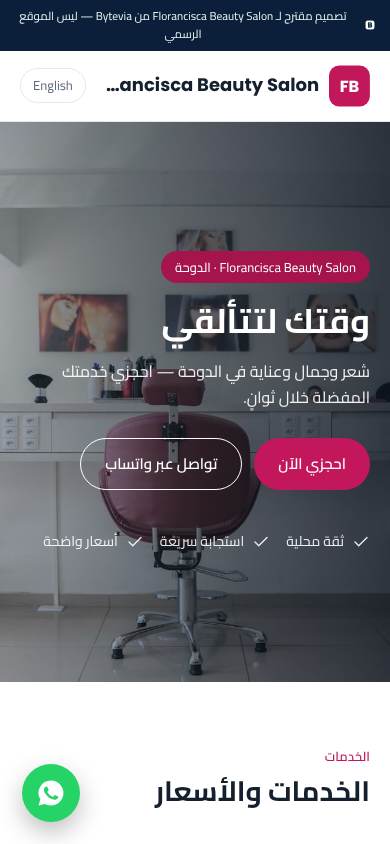 تصميم مقترح لـ Florancisca Beauty Salon من Bytevia — ليس الموقع
الرسمي
FB
...ancisca Beauty Salon
English
Florancisca Beauty Salon · الدوحة
وقتك لتتألقي
شعر وجمال وعناية في الدوحة — احجزي خدمتك
المفضلة خلال ثوانٍ.
احجزي الآن
تواصل عبر واتساب
ثقة محلية
استجابة سريعة
أسعار واضحة
الخدمات
الخدمات والأسعار